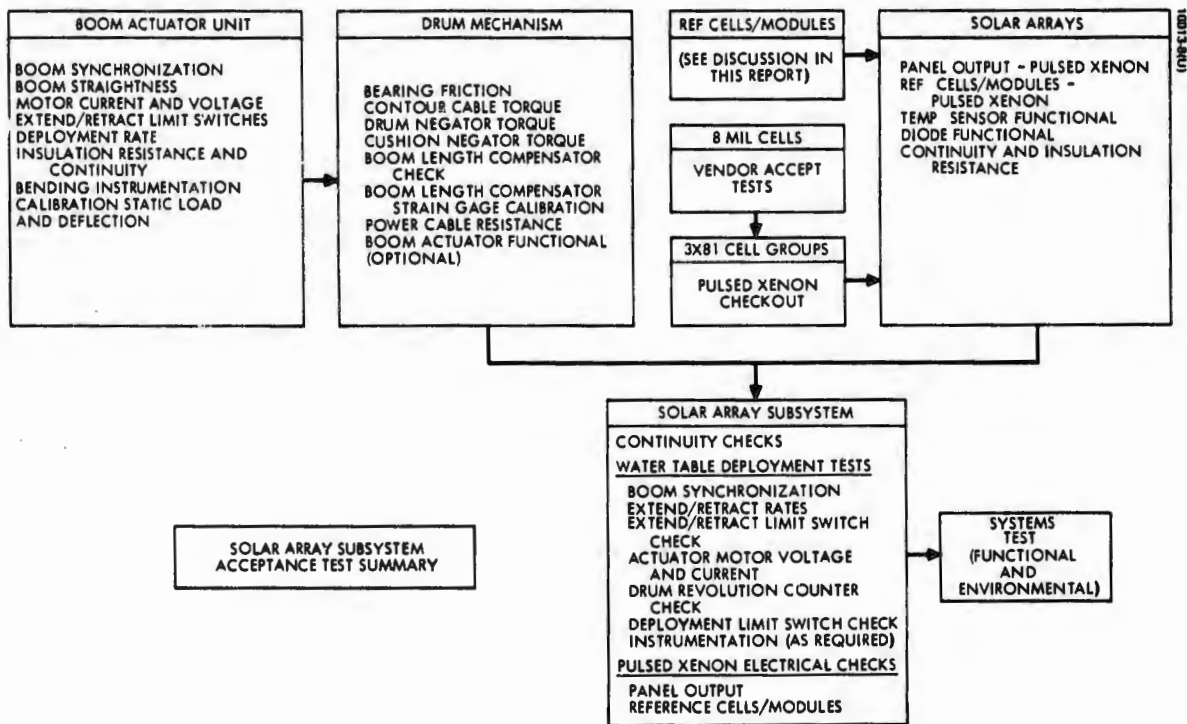 BOOM ACTUATOR UNIT
BOOM SYNCHRONIZATION
BOOM STRAIGHTNESS
MOTOR CURRENT AND VOLTAGE
EXTEND/RETRACT LIMIT SWITCHES
DEPLOYMENT RATE
INSULATION RESISTANCE AND
CONTINUITY
BENDING INSTRUMENTATION
CALIBRATION STATIC LOAD
AND DEFLECTION
DRUM MECHANISM
BEARING FRICTION
CONTOUR CABLE TORQUE
DRUM NEGATOR TORQUE
CUSHION NEGATOR TORQUE
BOOM LENGTH COMPENSATOR
CHECK
BOOM LENGTH COMPENSATOR
STRAIN GAGE CALIBRATION
POWER CABLE RESISTANCE
BOOM ACTUATOR FUNCTIONAL
(OPTIONAL)
REF CELLS/MODULES
(SEE DISCUSSION IN
THIS REPORT)
8 MIL CELLS
VENDOR ACCEPT
TESTS
3X81 CELL GROUPS
PULSED XENON
CHECKOUT
SOLAR ARRAYS
PANEL OUTPUT - PULSED XENON
REF CELLS/MODULES -
PULSED XENON
TEMP SENSOR FUNCTIONAL
DIODE FUNCTIONAL
CONTINUITY AND INSULATION
RESISTANCE
SOLAR ARRAY SUBSYSTEM
CONTINUITY CHECKS
WATER TABLE DEPLOYMENT TESTS
BOOM SYNCHRONIZATION
EXTEND/RETRACT RATES
EXTEND/RETRACT LIMIT SWITCH
CHECK
ACTUATOR MOTOR VOLTAGE
AND CURRENT
DRUM REVOLUTION COUNTER
CHECK
DEPLOYMENT LIMIT SWITCH CHECK
INSTRUMENTATION (AS REQUIRED)
PULSED XENON ELECTRICAL CHECKS
PANEL OUTPUT
REFERENCE CELLS/MODULES
SYSTEMS
TEST
(FUNCTIONAL
AND
ENVIRONMENTAL)
SOLAR ARRAY SUBSYSTEM
ACCEPTANCE TEST SUMMARY